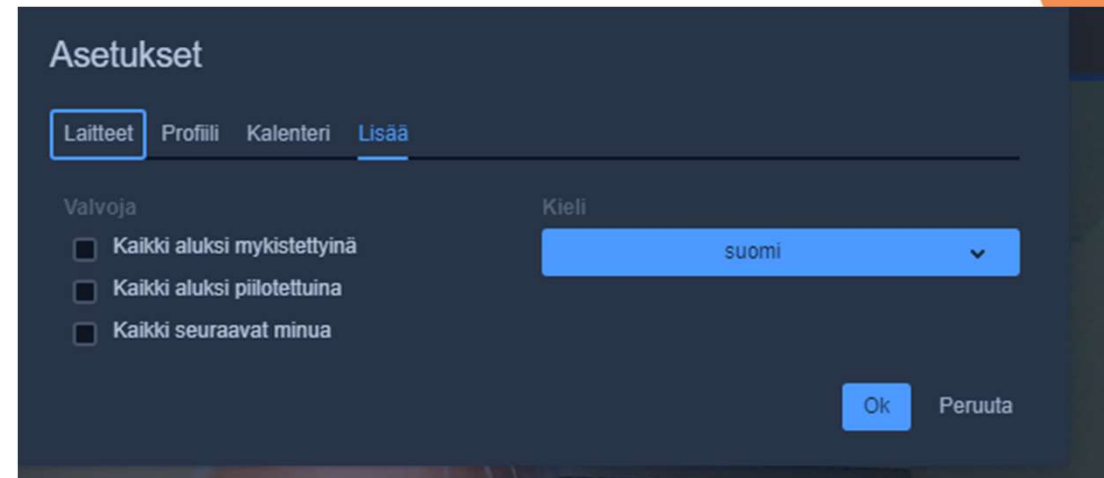 Asetukset
Laitteet Profiili Kalenteri Lisää
Valvoja
Kaikki aluksi mykistettyinä
Kaikki aluksi piilotettuina
Kaikki seuraavat minua
Kieli
suomi
Ok Peruuta